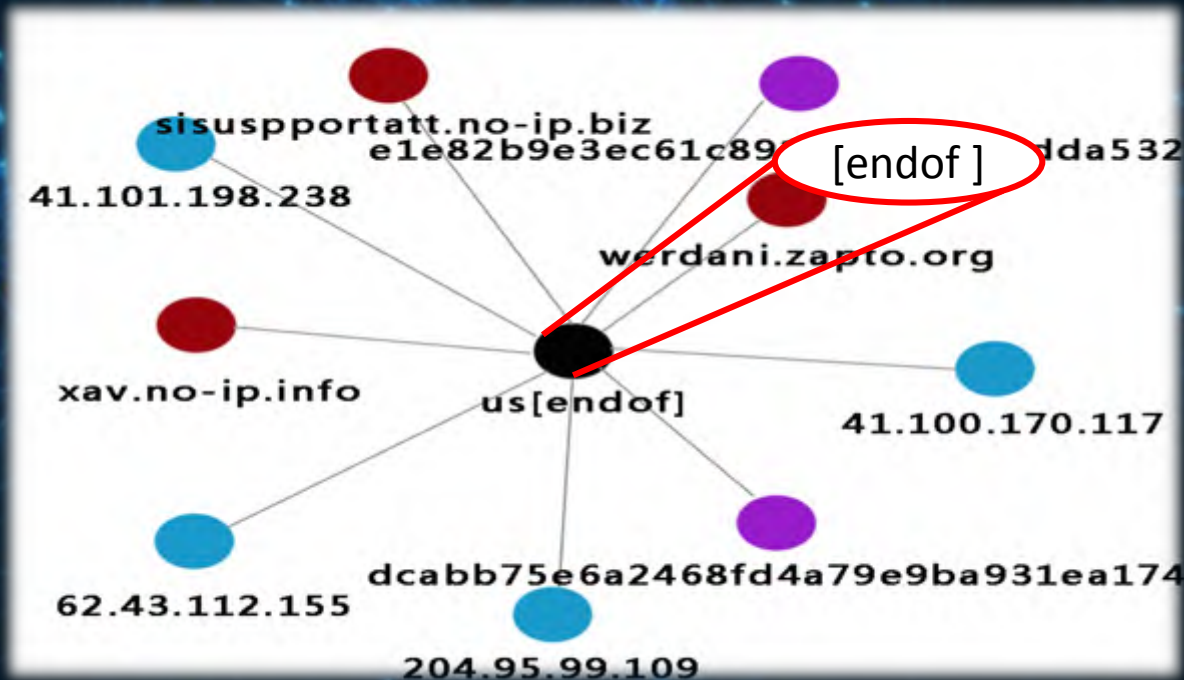 sisuspportatt.no-ip.biz
e1e82b9e3ec61c89 dda532
[endof ]
41.101.198.238
werdani.zapto.org
xav.no-ip.info
us[endof]
41.100.170.117
dcabb75e6a2468fd4a79e9ba931ea174
62.43.112.155
204.95.99.109